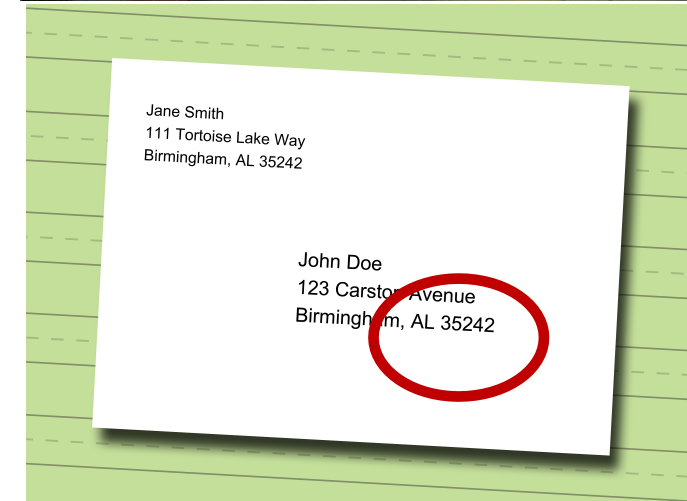 Jane Smith
111 Tortoise Lake Way
Birmingham, AL 35242
John Doe
123 Carston Avenue
Birmingham, AL 35242